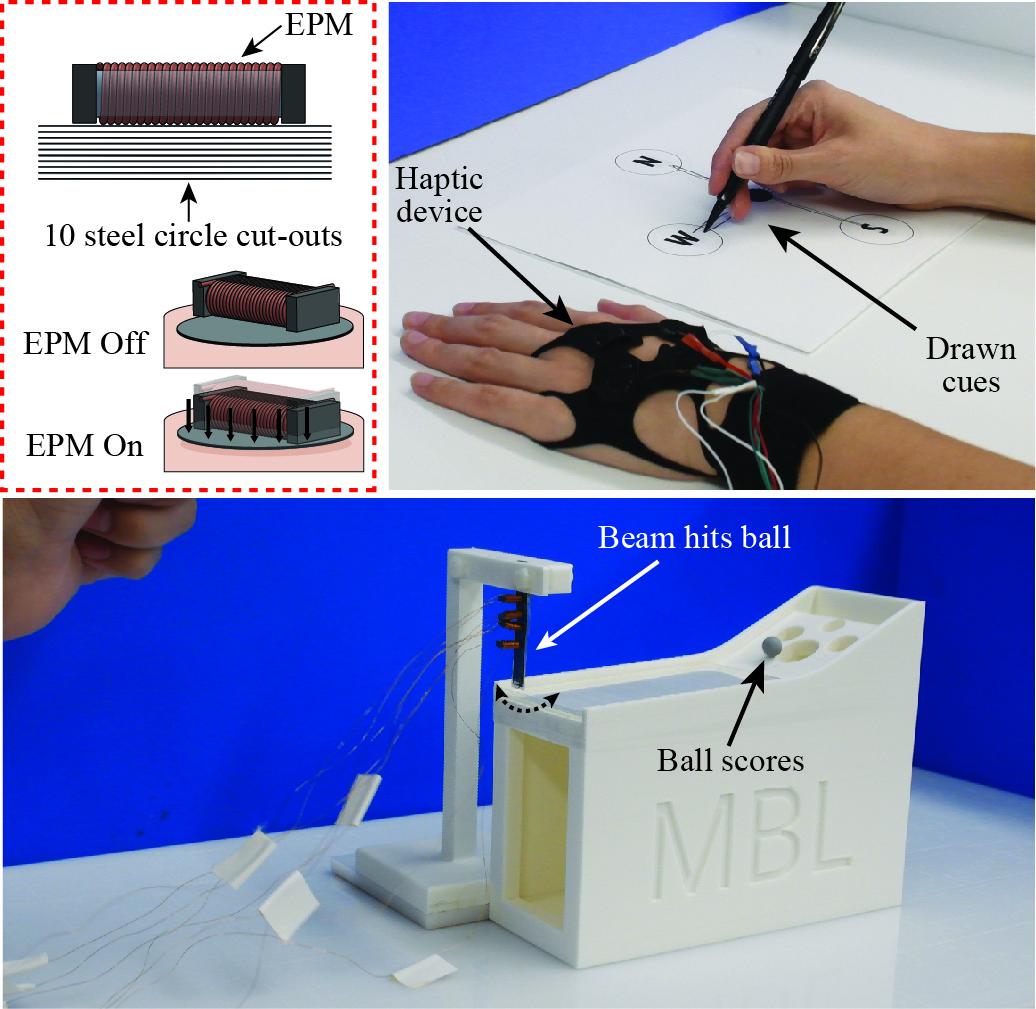 EPM
10 steel circle cut-outs
EPM Off
EPM On
Haptic
device
N
W
S
Drawn
cues
Beam hits ball
Ball scores
MBL